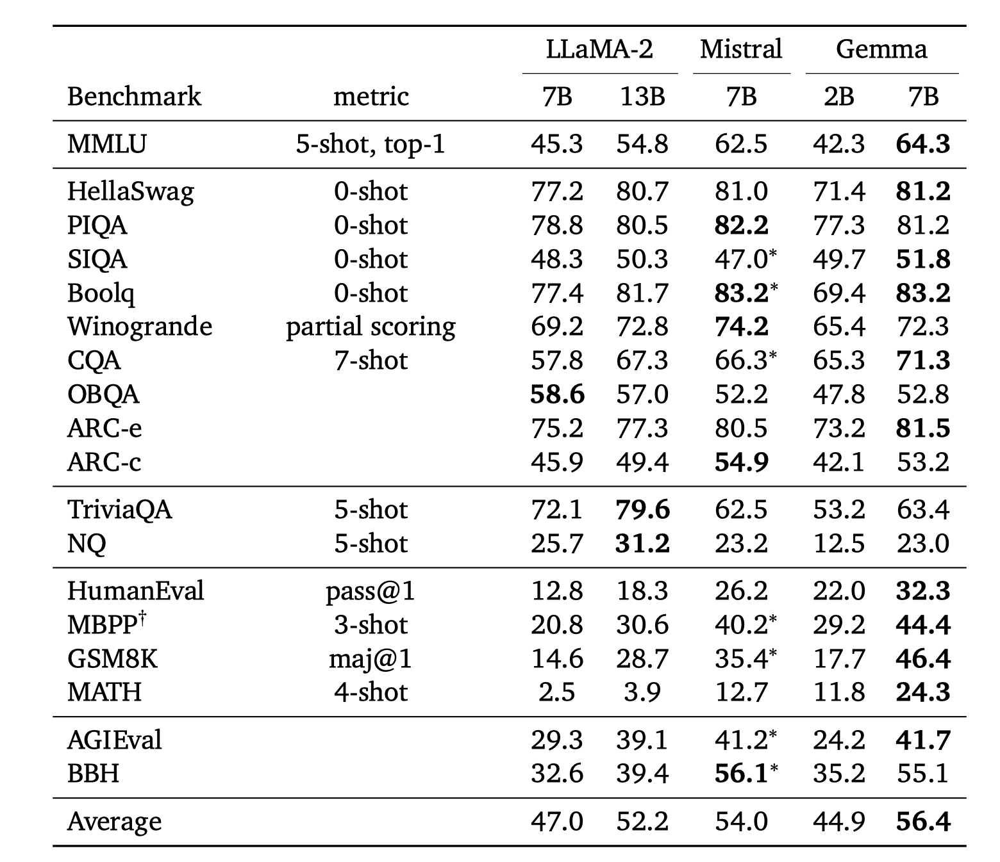 LLaMA-2 Mistral Gemma
Benchmark metric 7B 13B 7B 2B 7B
MMLU 5-shot, top-1 45.3 54.8 62.5 42.3 64.3
HellaSwag 0-shot 77.2 80.7 81.0 71.4 81.2
PIQA 0-shot 78.8 80.5 82.2 77.3 81.2
SIQA 0-shot 48.3 50.3 47.0* 49.7 51.8
Boolq 0-shot 77.4 81.7 83.2* 69.4 83.2
Winogrande partial scoring 69.2 72.8 74.2 65.4 72.3
CQA 7-shot 57.8 67.3 66.3* 65.3 71.3
OBQA 58.6 57.0 52.2 47.8 52.8
ARC-e 75.2 77.3 80.5 73.2 81.5
ARC-c 45.9 49.4 54.9 42.1 53.2
TriviaQA 5-shot 72.1 79.6 62.5 53.2 63.4
NQ 5-shot 25.7 31.2 23.2 12.5 23.0
HumanEval pass@1 12.8 18.3 26.2 22.0 32.3
MBPP† 3-shot 20.8 30.6 40.2* 29.2 44.4
GSM8K maj@1 14.6 28.7 35.4* 17.7 46.4
MATH 4-shot 2.5 3.9 12.7 11.8 24.3
AGIEval 29.3 39.1 41.2* 24.2 41.7
BBH 32.6 39.4 56.1* 35.2 55.1
Average 47.0 52.2 54.0 44.9 56.4